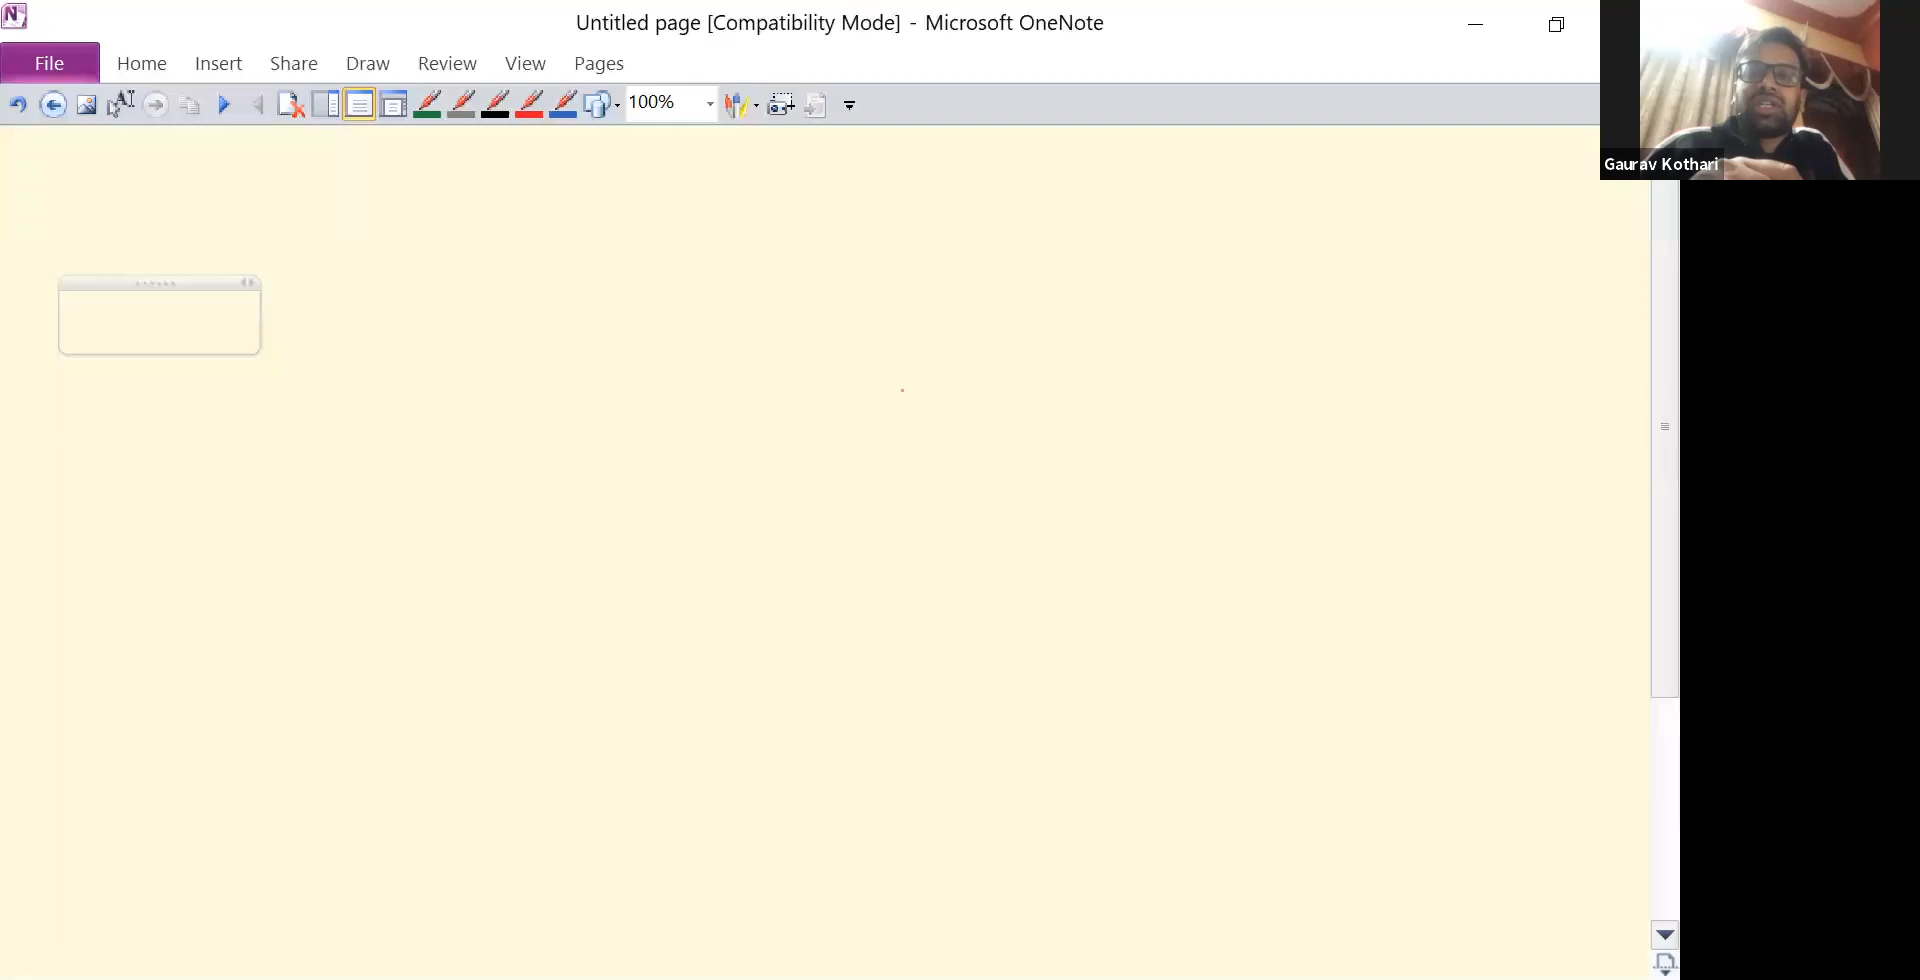 Untitled page [Compatibility Mode] - Microsoft OneNote
File Home Insert Share Draw Review View Pages
100%
Gaurav Kothari